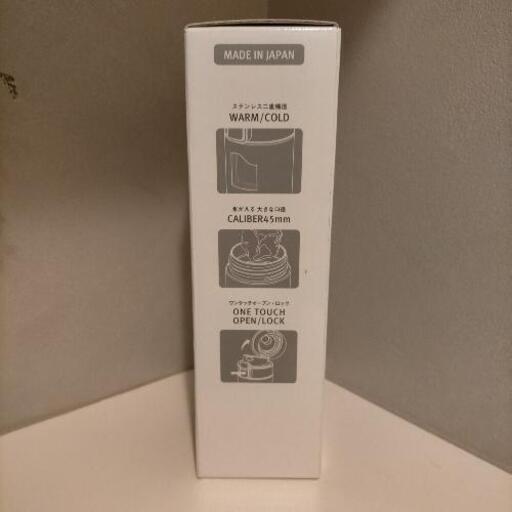 MADE IN JAPAN
ステンレス二重構造
WARM/COLD
氷が入る 大きな口径
CALIBER45mm
ワンタッチオープン・ロック
ONE TOUCH
OPEN/LOCK